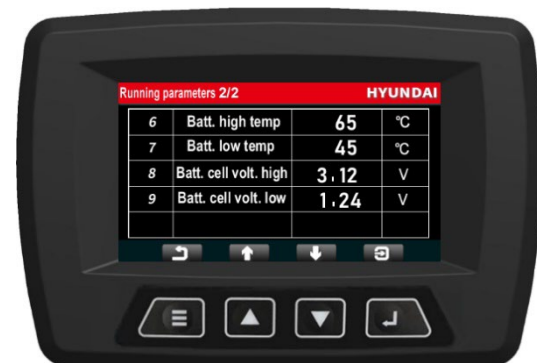 Running parameters 2/2 HYUNDAI
6 Batt. high temp 65 °C
7 Batt. low temp 45 °C
8 Batt. cell volt. high 3.12 V
9 Batt. cell volt. low 1.24 V